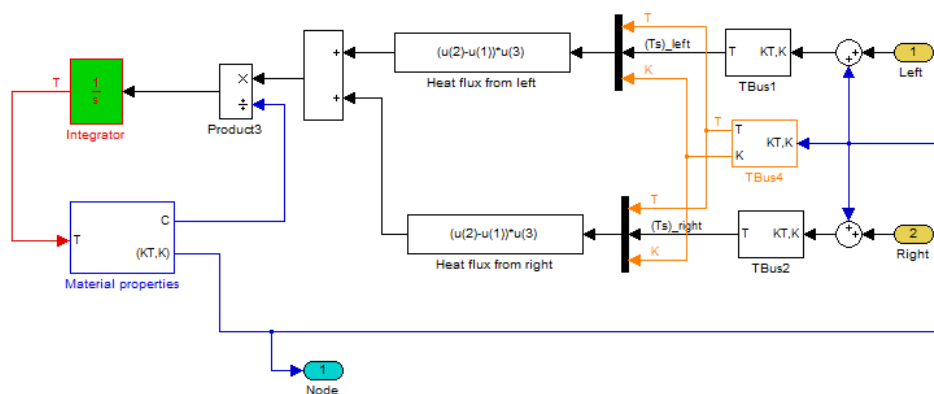 T
1
s
Integrator
×
÷
Product3
+
+
(u(2)-u(1))*u(3)
Heat flux from left
T
(Ts)_left
K
T
KT,K
TBus1
+
+
1
Left
T
T
K
KT,K
TBus4
T
C
(KT,K)
Material properties
(u(2)-u(1))*u(3)
Heat flux from right
T
(Ts)_right
K
T
KT,K
TBus2
+
+
2
Right
1
Node